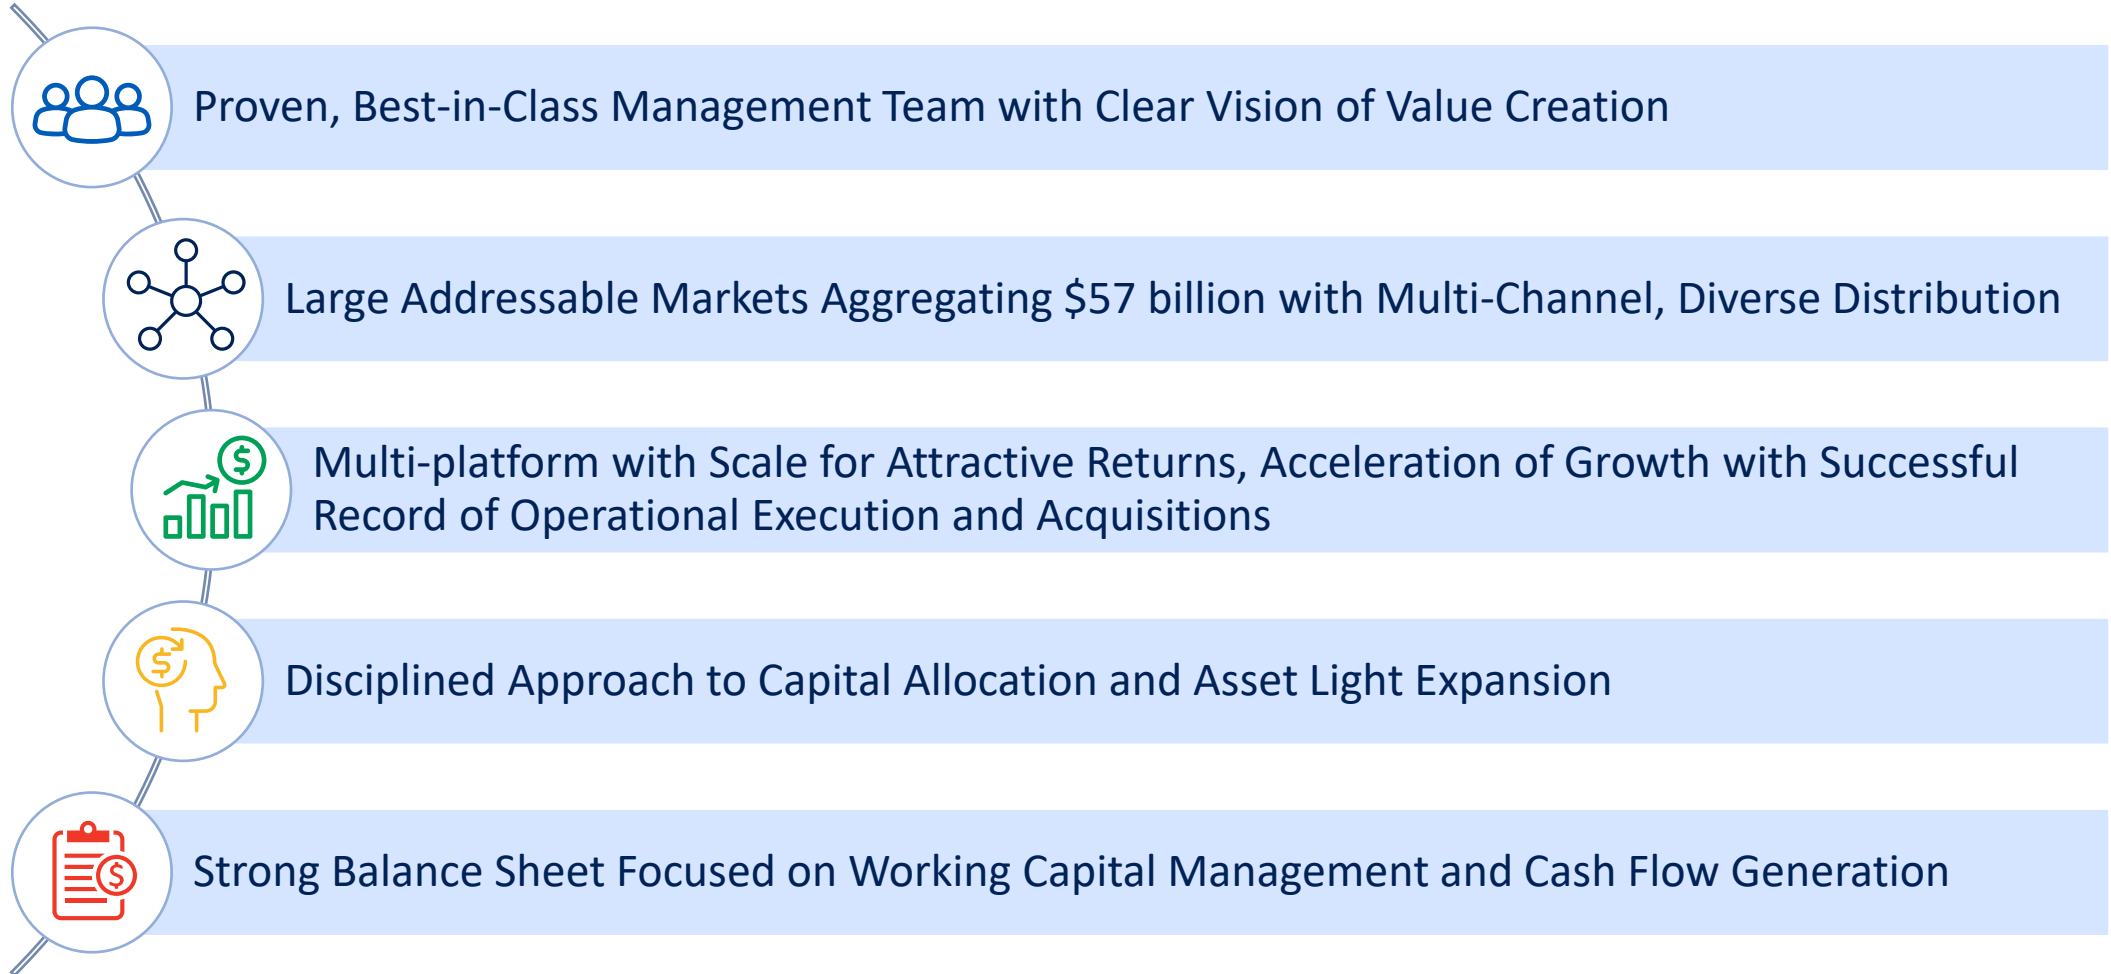 Proven, Best-in-Class Management Team with Clear Vision of Value Creation
Large Addressable Markets Aggregating $57 billion with Multi-Channel, Diverse Distribution
$
Multi-platform with Scale for Attractive Returns, Acceleration of Growth with Successful
Record of Operational Execution and Acquisitions
$
Disciplined Approach to Capital Allocation and Asset Light Expansion
$
Strong Balance Sheet Focused on Working Capital Management and Cash Flow Generation